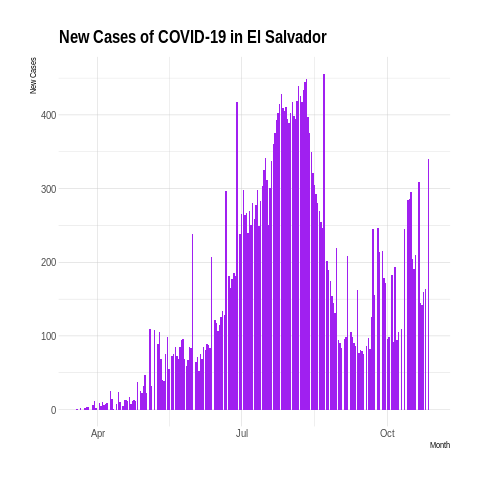 New Cases of COVID-19 in El Salvador
New Cases
400
300
200
100
0
Apr
Jul
Oct
Month